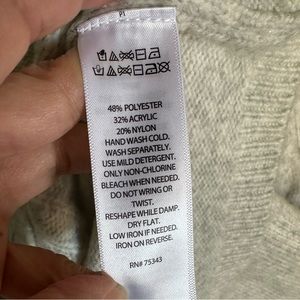 48% POLYESTER
32% ACRYLIC
20% NYLON
HAND WASH COLD.
WASH SEPARATELY.
USE MILD DETERGENT.
ONLY NON-CHLORINE
BLEACH WHEN NEEDED.
DO NOT WRING OR
TWIST.
RESHAPE WHILE DAMP.
DRY FLAT.
LOW IRON IF NEEDED.
IRON ON REVERSE.
RN# 75343